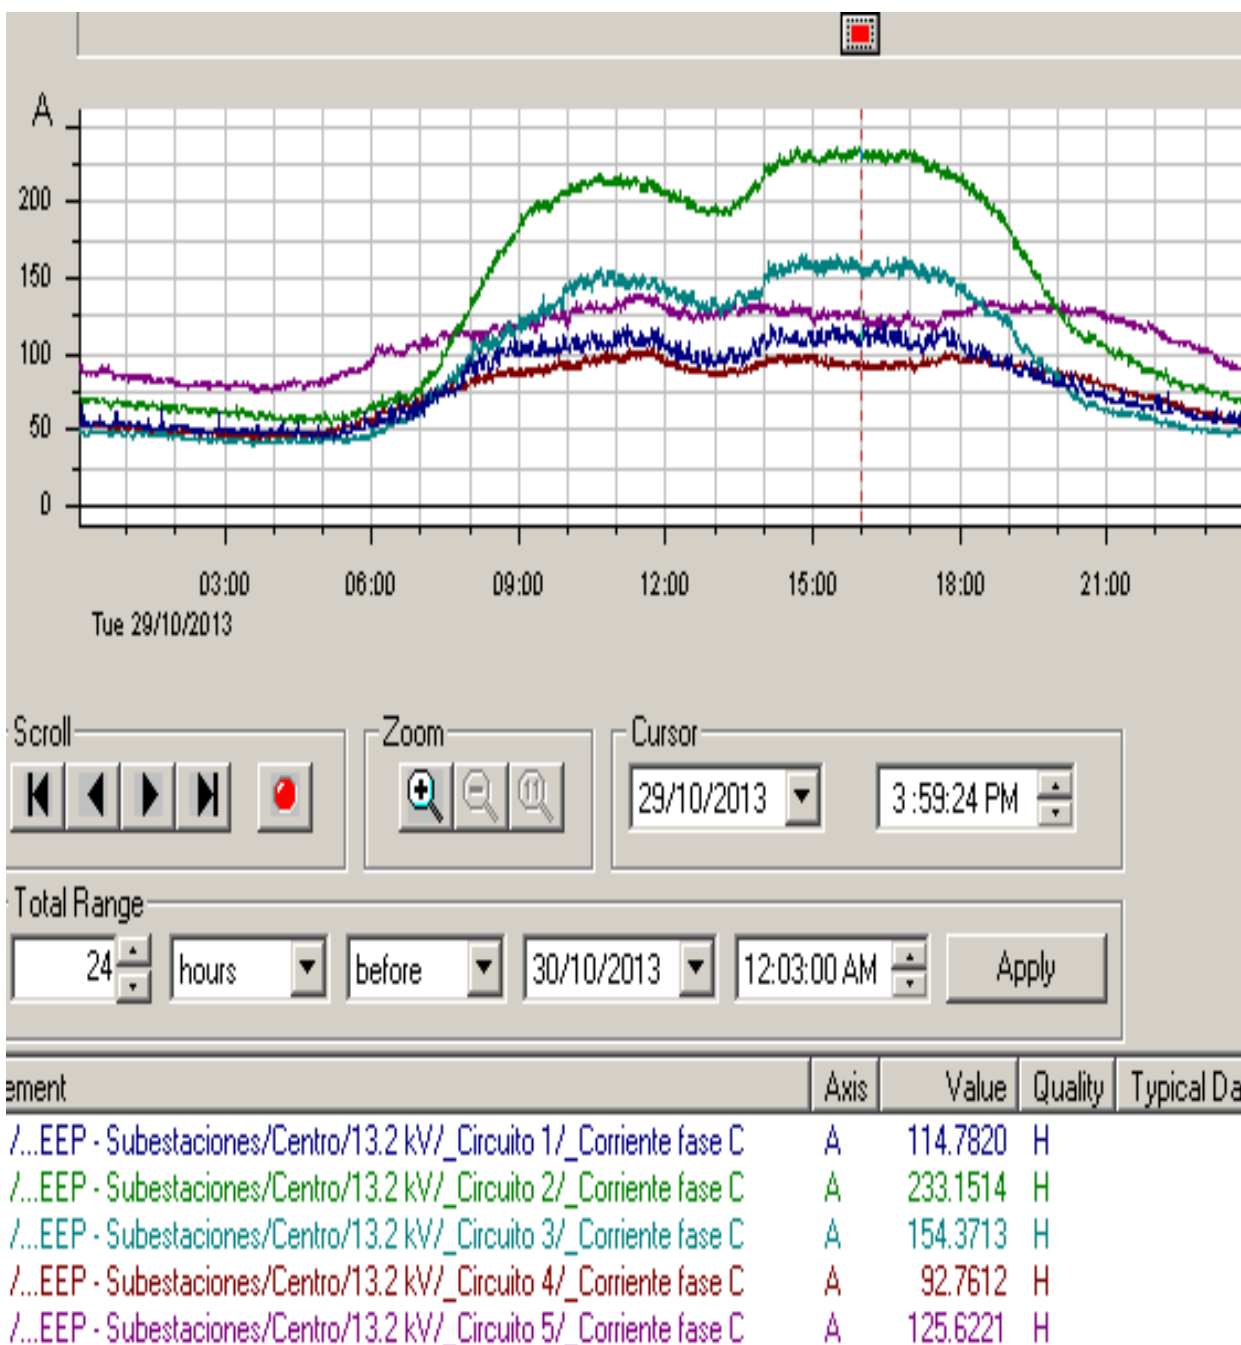 A
200
150
100
50
0
03:00 06:00 09:00 12:00 15:00 18:00 21:00
Tue 29/10/2013
Scroll Zoom Cursor
29/10/2013 3:59:24 PM
Total Range
24 hours before 30/10/2013 12:03:00 AM Apply
ement Axis Value Quality Typical Da
/...EEP - Subestaciones/Centro/13.2 kV/_Circuito 1/_Corriente fase C A 114.7820 H
/...EEP - Subestaciones/Centro/13.2 kV/_Circuito 2/_Corriente fase C A 233.1514 H
/...EEP - Subestaciones/Centro/13.2 kV/_Circuito 3/_Corriente fase C A 154.3713 H
/...EEP - Subestaciones/Centro/13.2 kV/_Circuito 4/_Corriente fase C A 92.7612 H
/...EEP - Subestaciones/Centro/13.2 kV/_Circuito 5/_Corriente fase C A 125.6221 H